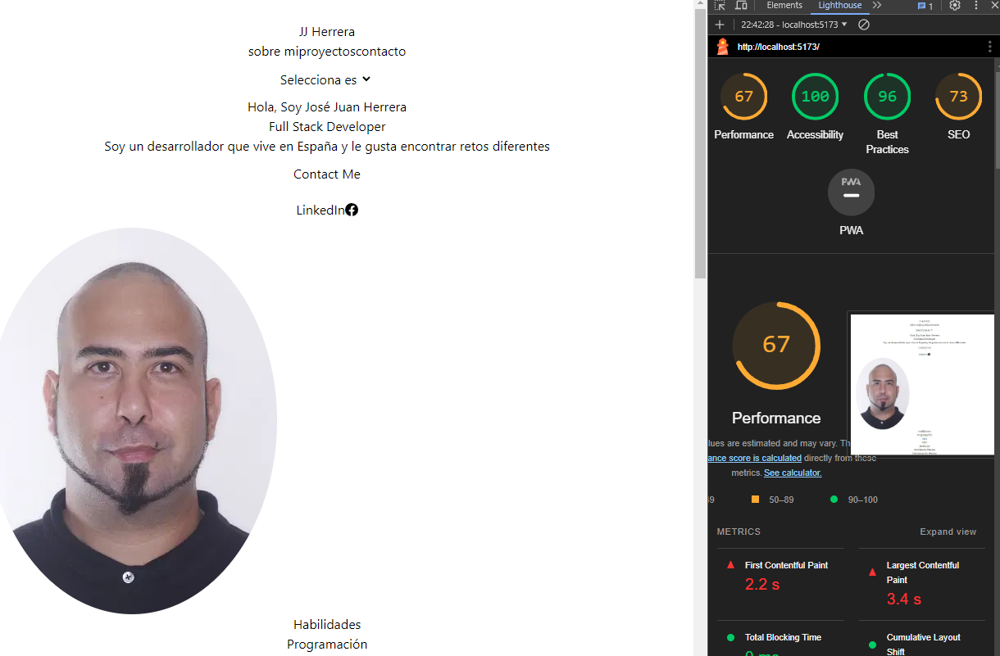 JJ Herrera
sobre miproyectoscontacto
Selecciona es
Hola, Soy José Juan Herrera
Full Stack Developer
Soy un desarrollador que vive en España y le gusta encontrar retos diferentes
Contact Me
LinkedIn
Habilidades
Programación
Elements Lighthouse 1
22:42:28 - localhost:5173
http://localhost:5173/
67 100 96 73
Performance Accessibility Best Practices SEO
PWA
PWA
67
Performance
lues are estimated and may vary. Th
ance score is calculated directly from these
metrics. See calculator.
50–89 90–100
METRICS Expand view
First Contentful Paint
2.2 s
Largest Contentful
Paint
3.4 s
Total Blocking Time
Cumulative Layout
Shift